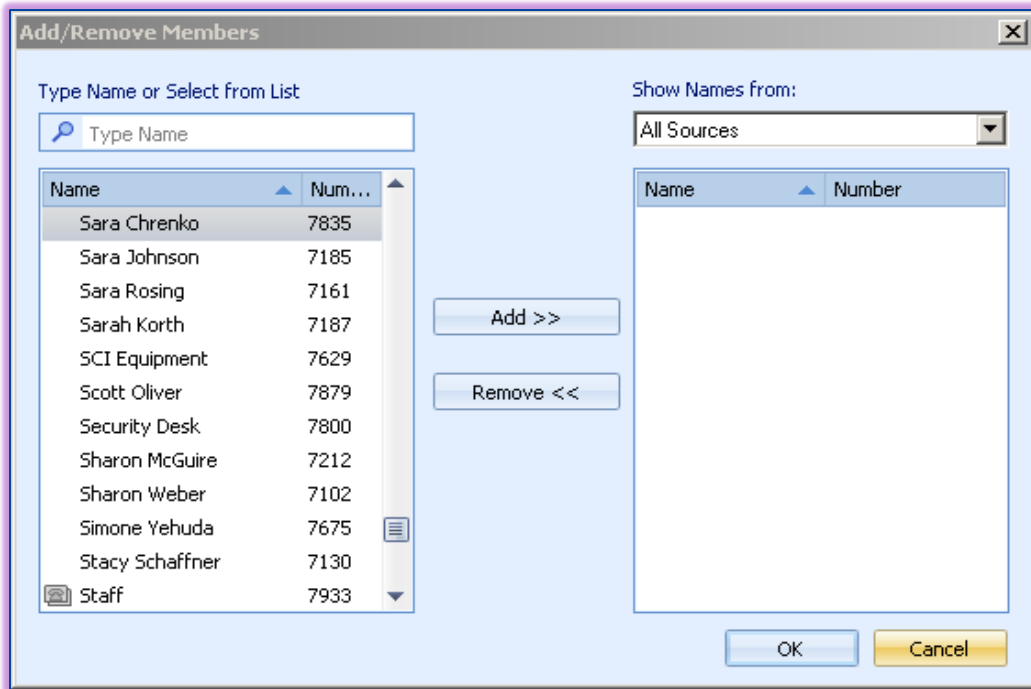 Add/Remove Members
Type Name or Select from List
Show Names from:
Type Name
All Sources
Name Num...
Name Number
Sara Chrenko 7835
Sara Johnson 7185
Sara Rosing 7161
Sarah Korth 7187
SCI Equipment 7629
Scott Oliver 7879
Security Desk 7800
Sharon McGuire 7212
Sharon Weber 7102
Simone Yehuda 7675
Stacy Schaffner 7130
Staff 7933
Add >>
Remove <<
OK
Cancel